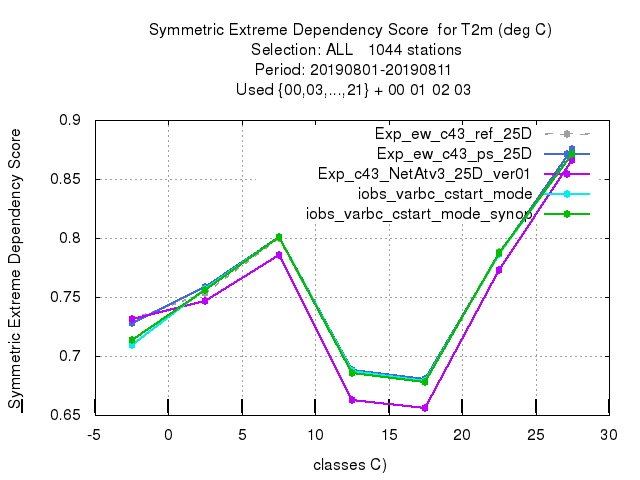 Symmetric Extreme Dependency Score for T2m (deg C)
Selection: ALL 1044 stations
Period: 20190801-20190811
Used {00,03,...,21} + 00 01 02 03
Symmetric Extreme Dependency Score
0.9
0.85
0.8
0.75
0.7
0.65
Exp_ew_c43_ref_25D
Exp_ew_c43_ps_25D
Exp_c43_NetAtv3_25D_ver01
iobs_varbc_cstart_mode
iobs_varbc_cstart_mode_synop
-5 0 5 10 15 20 25 30
classes C)